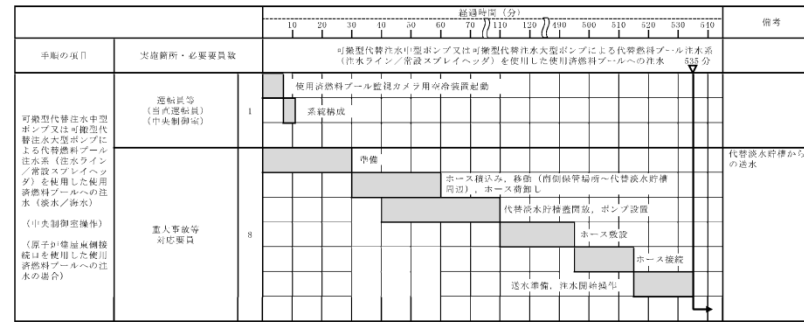 経過時間（分）
備考
10 20 30 40 50 60 70 110 120 490 500 510 520 530 540
手順の項目
実施箇所・必要要員数
可搬型代替注水中型ポンプ又は可搬型代替注水大型ポンプによる代替燃料プール注水系
（注水ライン／常設スプレイヘッダ）を使用した使用済燃料プールへの注水 535分
可搬型代替注水中型
ポンプ又は可搬型代
替注水大型ポンプに
よる代替燃料プール
注水系（注水ライン
／常設スプレイヘッ
ダ）を使用した使用
済燃料プールへの注
水（淡水／海水）
（中央制御室操作）
（原子炉建屋東側接
続口を使用した使用
済燃料プールへの注
水の場合）
運転員等
（当直運転員）
（中央制御室）
1
使用済燃料プール監視カメラ用空冷装置起動
系統構成
重大事故等
対応要員
8
準備
ホース積込み，移動（南側保管場所～代替淡水貯槽
周辺），ホース荷卸し
代替淡水貯槽蓋開放，ポンプ設置
ホース敷設
ホース接続
送水準備，注水開始操作
代替淡水貯槽から
の送水